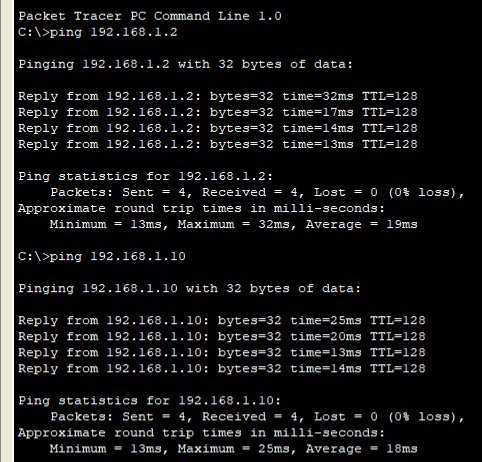 Packet Tracer PC Command Line 1.0
C:\>ping 192.168.1.2
Pinging 192.168.1.2 with 32 bytes of data:
Reply from 192.168.1.2: bytes=32 time=32ms TTL=128
Reply from 192.168.1.2: bytes=32 time=17ms TTL=128
Reply from 192.168.1.2: bytes=32 time=14ms TTL=128
Reply from 192.168.1.2: bytes=32 time=13ms TTL=128
Ping statistics for 192.168.1.2:
Packets: Sent = 4, Received = 4, Lost = 0 (0% loss),
Approximate round trip times in milli-seconds:
Minimum = 13ms, Maximum = 32ms, Average = 19ms
C:\>ping 192.168.1.10
Pinging 192.168.1.10 with 32 bytes of data:
Reply from 192.168.1.10: bytes=32 time=25ms TTL=128
Reply from 192.168.1.10: bytes=32 time=20ms TTL=128
Reply from 192.168.1.10: bytes=32 time=13ms TTL=128
Reply from 192.168.1.10: bytes=32 time=14ms TTL=128
Ping statistics for 192.168.1.10:
Packets: Sent = 4, Received = 4, Lost = 0 (0% loss),
Approximate round trip times in milli-seconds:
Minimum = 13ms, Maximum = 25ms, Average = 18ms